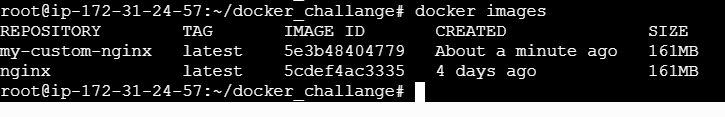 root@ip-172-31-24-57:~/docker_challange# docker images
REPOSITORY TAG IMAGE ID CREATED SIZE
my-custom-nginx latest 5e3b48404779 About a minute ago 161MB
nginx latest 5cdef4ac3335 4 days ago 161MB
root@ip-172-31-24-57:~/docker_challange#